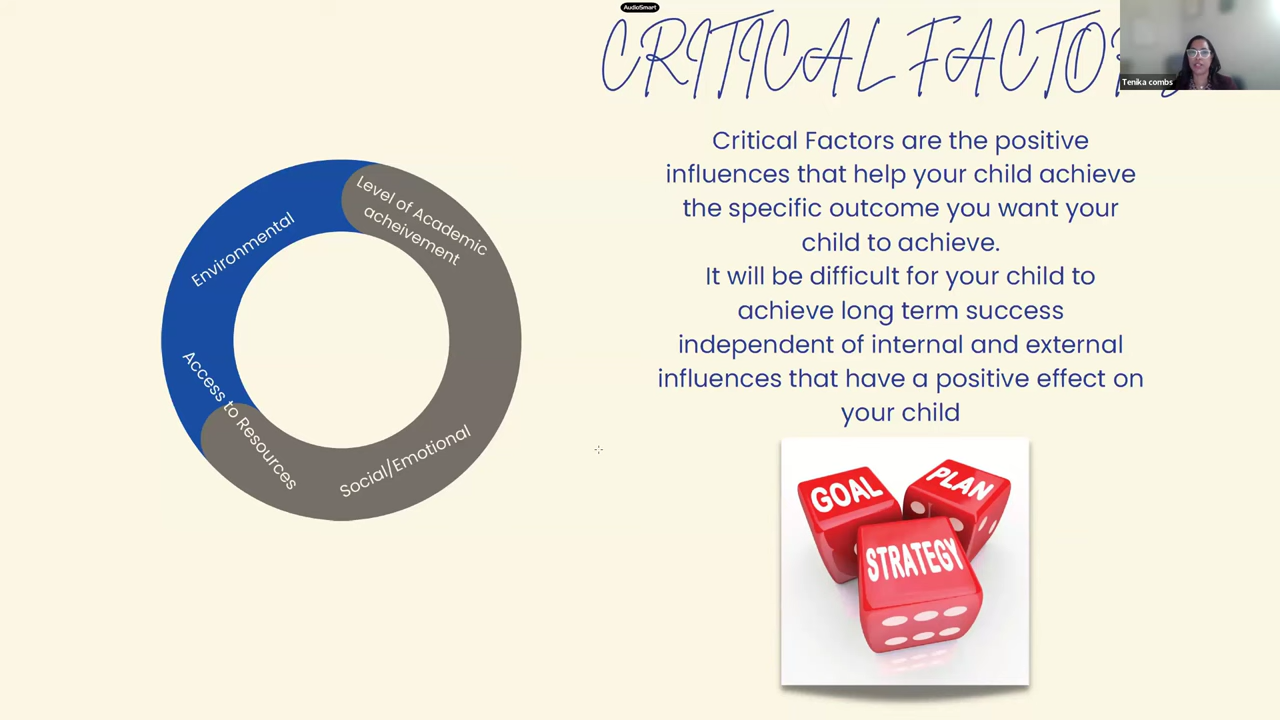 AudioSmart
CRITICAL FACTO
Tenika combs
Critical Factors are the positive
influences that help your child achieve
the specific outcome you want your
child to achieve.
It will be difficult for your child to
achieve long term success
independent of internal and external
influences that have a positive effect on
your child
Environmental
Level of Academic
acheivement
Access to Resources
Social/Emotional
GOAL
PLAN
STRATEGY